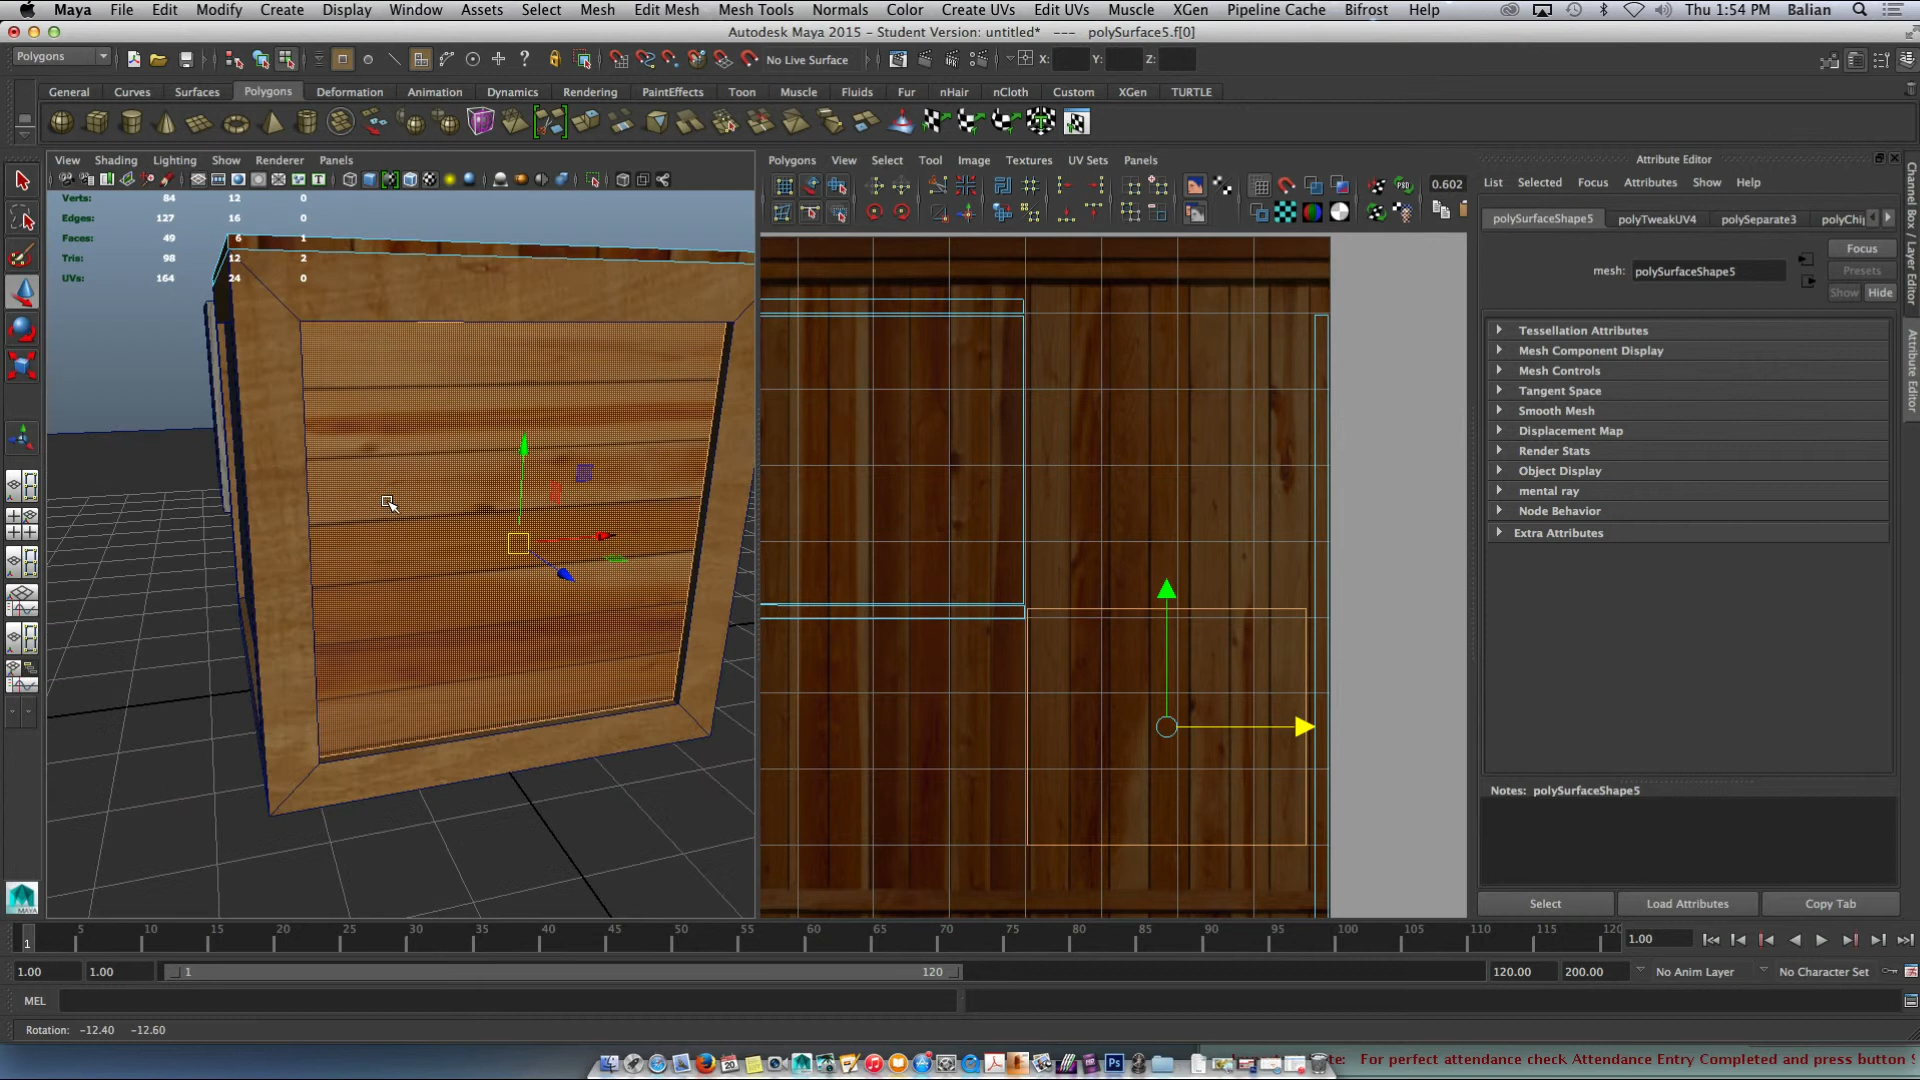 Maya File Edit Modify Create Display Window Assets Select Mesh Edit Mesh Mesh Tools Normals Color Create UVs Edit UVs Muscle XGen Pipeline Cache Bifrost Help Thu 1:54 PM Balian
Autodesk Maya 2015 - Student Version: untitled* --- polySurface5.f[0]
Polygons No Live Surface X: Y: Z:
General Curves Surfaces Polygons Deformation Animation Dynamics Rendering PaintEffects Toon Muscle Fluids Fur nHair nCloth Custom XGen TURTLE
View Shading Lighting Show Renderer Panels
Polygons View Select Tool Image Textures UV Sets Panels
0.602
Verts: 84 12 0
Edges: 127 16 0
Faces: 49 6 1
Tris: 98 12 2
UVs: 164 24 0
Attribute Editor
List Selected Focus Attributes Show Help
polySurfaceShape5 polyTweakUV4 polySeparate3 polyChi
Focus
mesh: polySurfaceShape5
Presets
Show Hide
Tessellation Attributes
Mesh Component Display
Mesh Controls
Tangent Space
Smooth Mesh
Displacement Map
Render Stats
Object Display
mental ray
Node Behavior
Extra Attributes
Notes: polySurfaceShape5
Select Load Attributes Copy Tab
Channel Box / Layer Editor
Attribute Editor
MAYA
1 5 10 15 20 25 30 35 40 45 50 55 60 65 70 75 80 85 90 95 100 105 110 115 120 1.00
1.00 1.00 1 120 120.00 200.00 No Anim Layer No Character Set
MEL
Rotation: -12.40 -12.60
te: For perfect attendance check Attendance Entry Completed and press button